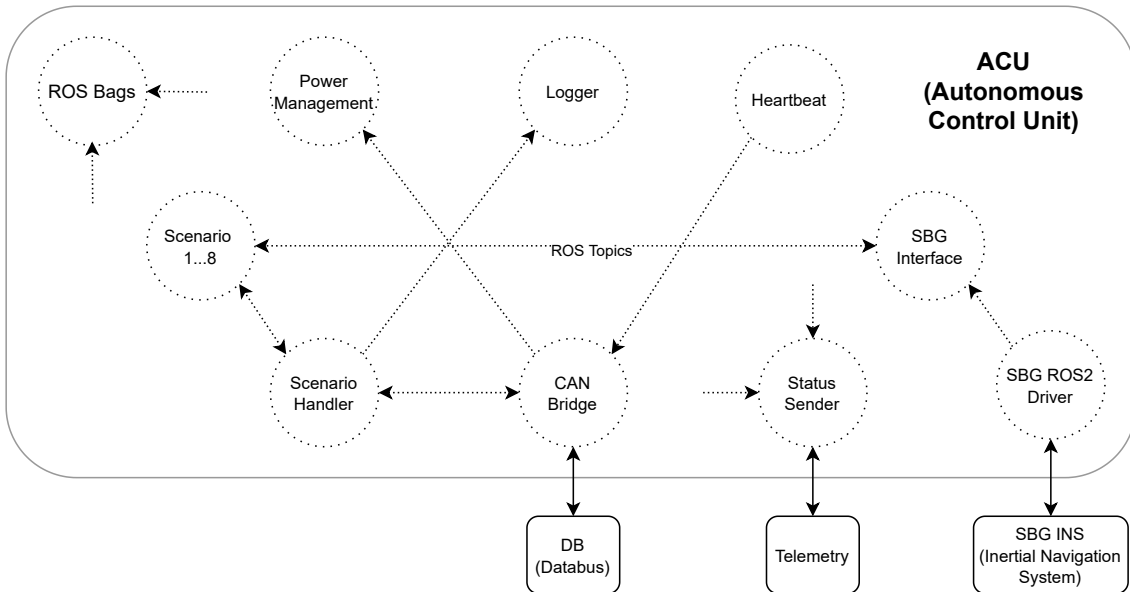 ROS Bags
Power
Management
Logger
Heartbeat
ACU
(Autonomous
Control Unit)
Scenario
1...8
ROS Topics
SBG
Interface
Scenario
Handler
CAN
Bridge
Status
Sender
SBG ROS2
Driver
DB
(Databus)
Telemetry
SBG INS
(Inertial Navigation
System)